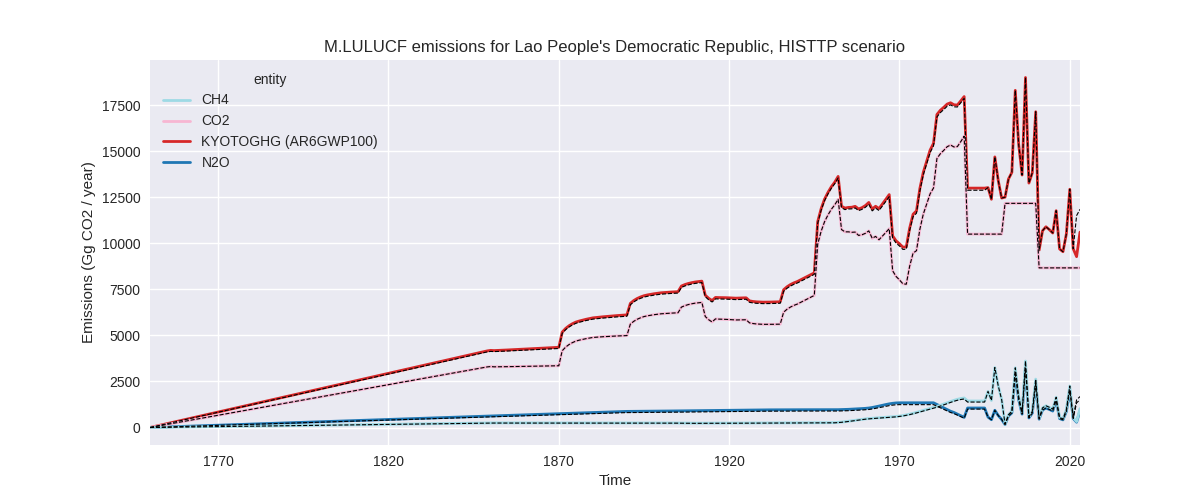 M.LULUCF emissions for Lao People's Democratic Republic, HISTTP scenario
entity
CH4
CO2
KYOTOGHG (AR6GWP100)
N2O
Emissions (Gg CO2 / year)
17500
15000
12500
10000
7500
5000
2500
0
1770
1820
1870
1920
1970
2020
Time